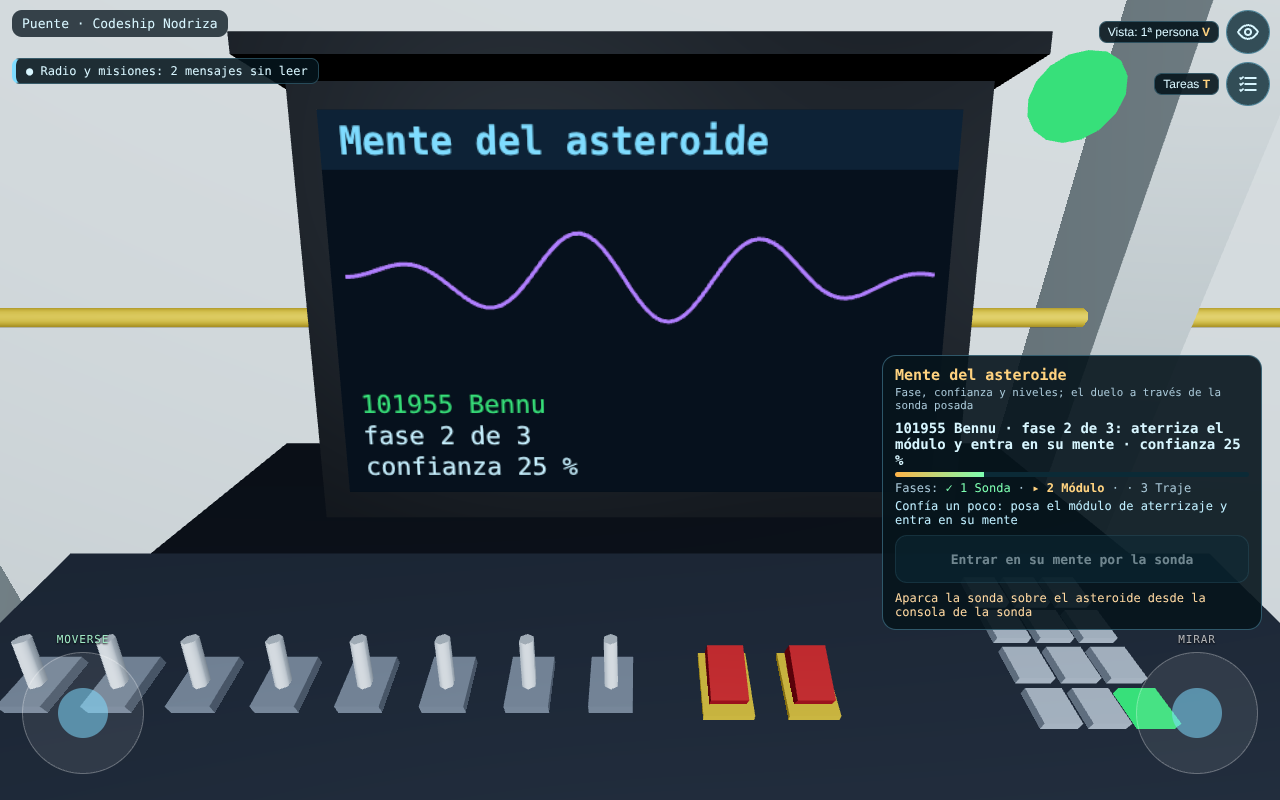 Puente · Codeship Nodriza
● Radio y misiones: 2 mensajes sin leer
Vista: 1ª persona V
Tareas T
Mente del asteroide
101955 Bennu
fase 2 de 3
confianza 25 %
Mente del asteroide
Fase, confianza y niveles; el duelo a través de la
sonda posada
101955 Bennu · fase 2 de 3: aterriza el
módulo y entra en su mente · confianza 25
%
Fases: ✓ 1 Sonda · ▸ 2 Módulo · · 3 Traje
Confía un poco: posa el módulo de aterrizaje y
entra en su mente
Entrar en su mente por la sonda
Aparca la sonda sobre el asteroide desde la
consola de la sonda
MOVERSE
MIRAR